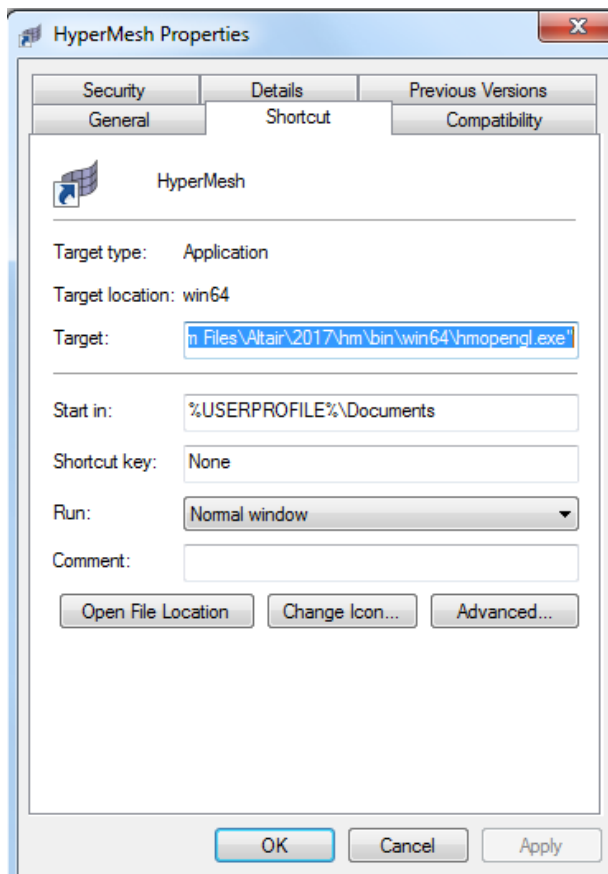 HyperMesh Properties
Security Details Previous Versions
General Shortcut Compatibility
HyperMesh
Target type: Application
Target location: win64
Target: m Files\Altair\2017\hm\bin\win64\hmopengl.exe"
Start in: %USERPROFILE%\Documents
Shortcut key: None
Run: Normal window
Comment:
Open File Location Change Icon... Advanced...
OK Cancel Apply